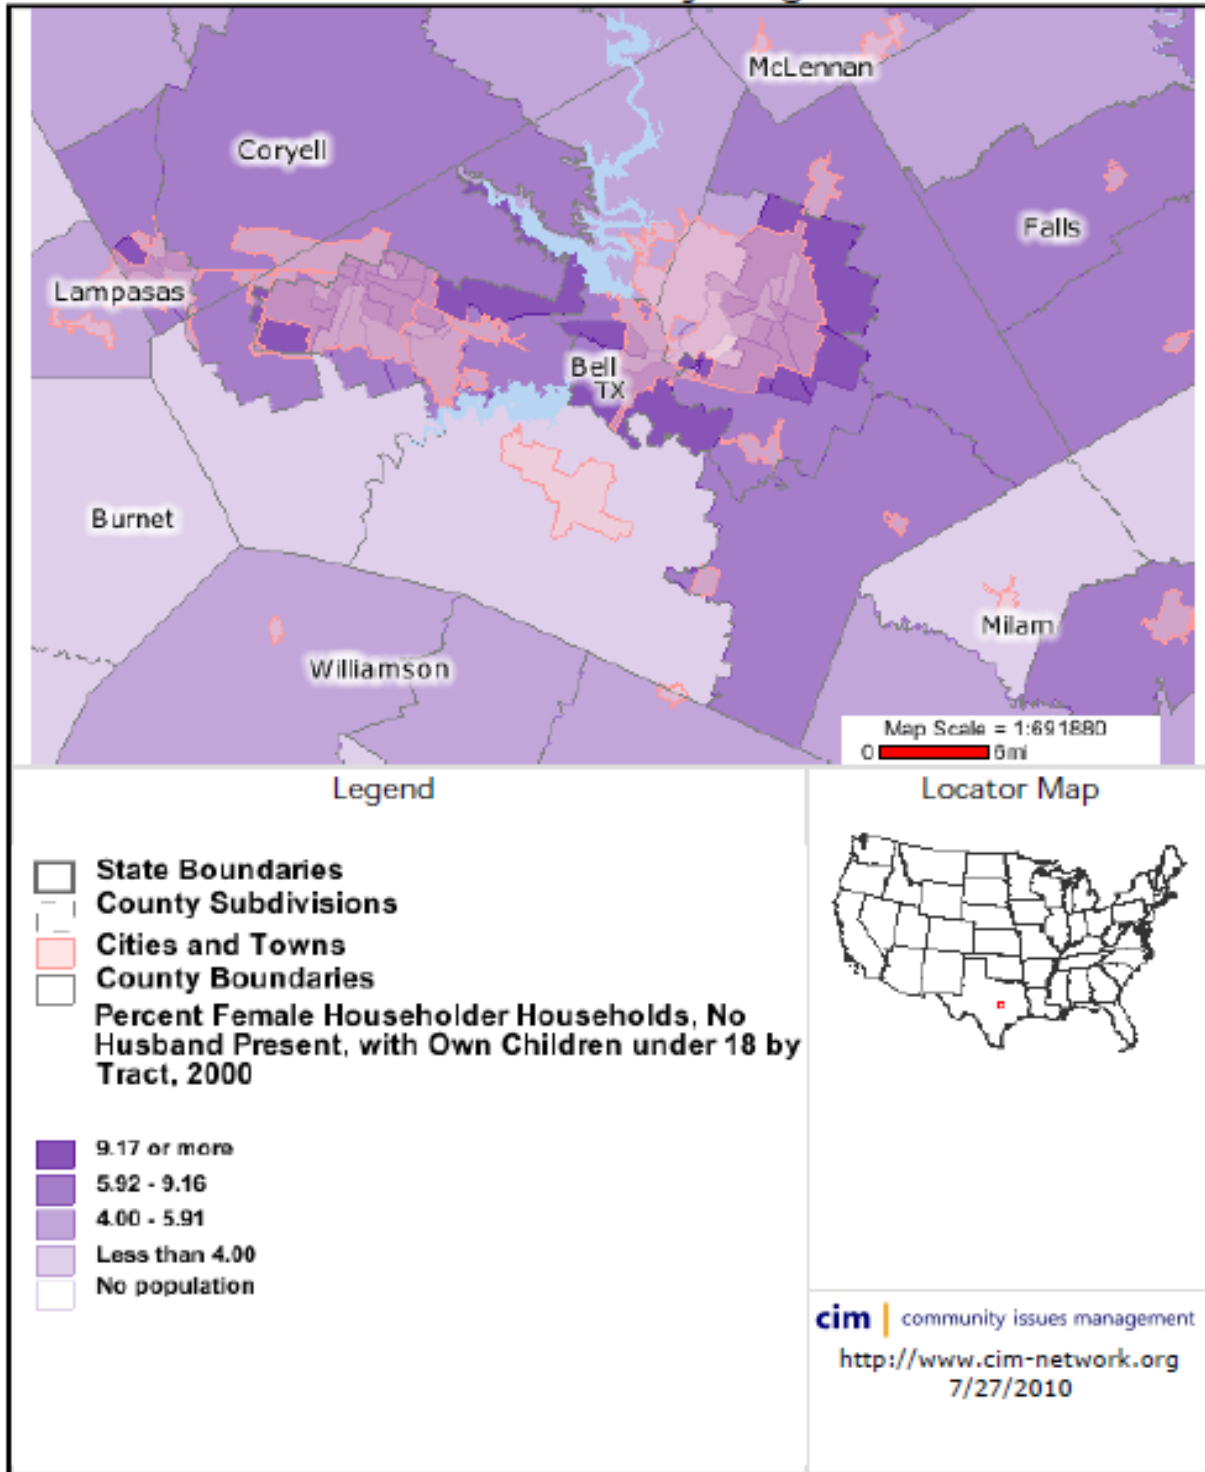 McLennan
Coryell
Falls
Lampasas
Bell
TX
Burnet
Milam
Williamson
Map Scale = 1:691880
0 6mi
Legend
State Boundaries
County Subdivisions
Cities and Towns
County Boundaries
Percent Female Householder Households, No
Husband Present, with Own Children under 18 by
Tract, 2000
9.17 or more
5.92 - 9.16
4.00 - 5.91
Less than 4.00
No population
Locator Map
cim | community issues management
http://www.cim-network.org
7/27/2010